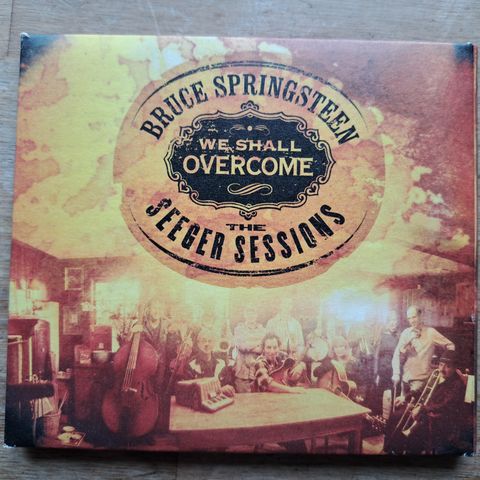 BRUCE SPRINGSTEEN
WE SHALL
OVERCOME
THE
SEEGER SESSIONS